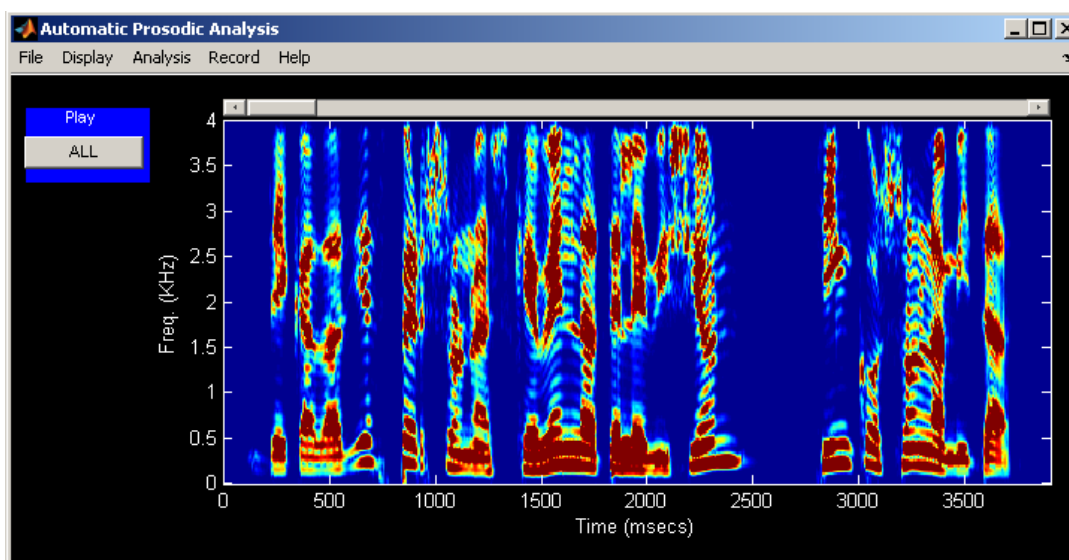 Automatic Prosodic Analysis
File Display Analysis Record Help
Play
ALL
4
3.5
3
2.5
2
1.5
1
0.5
0
Freq. (KHz)
0 500 1000 1500 2000 2500 3000 3500
Time (msecs)